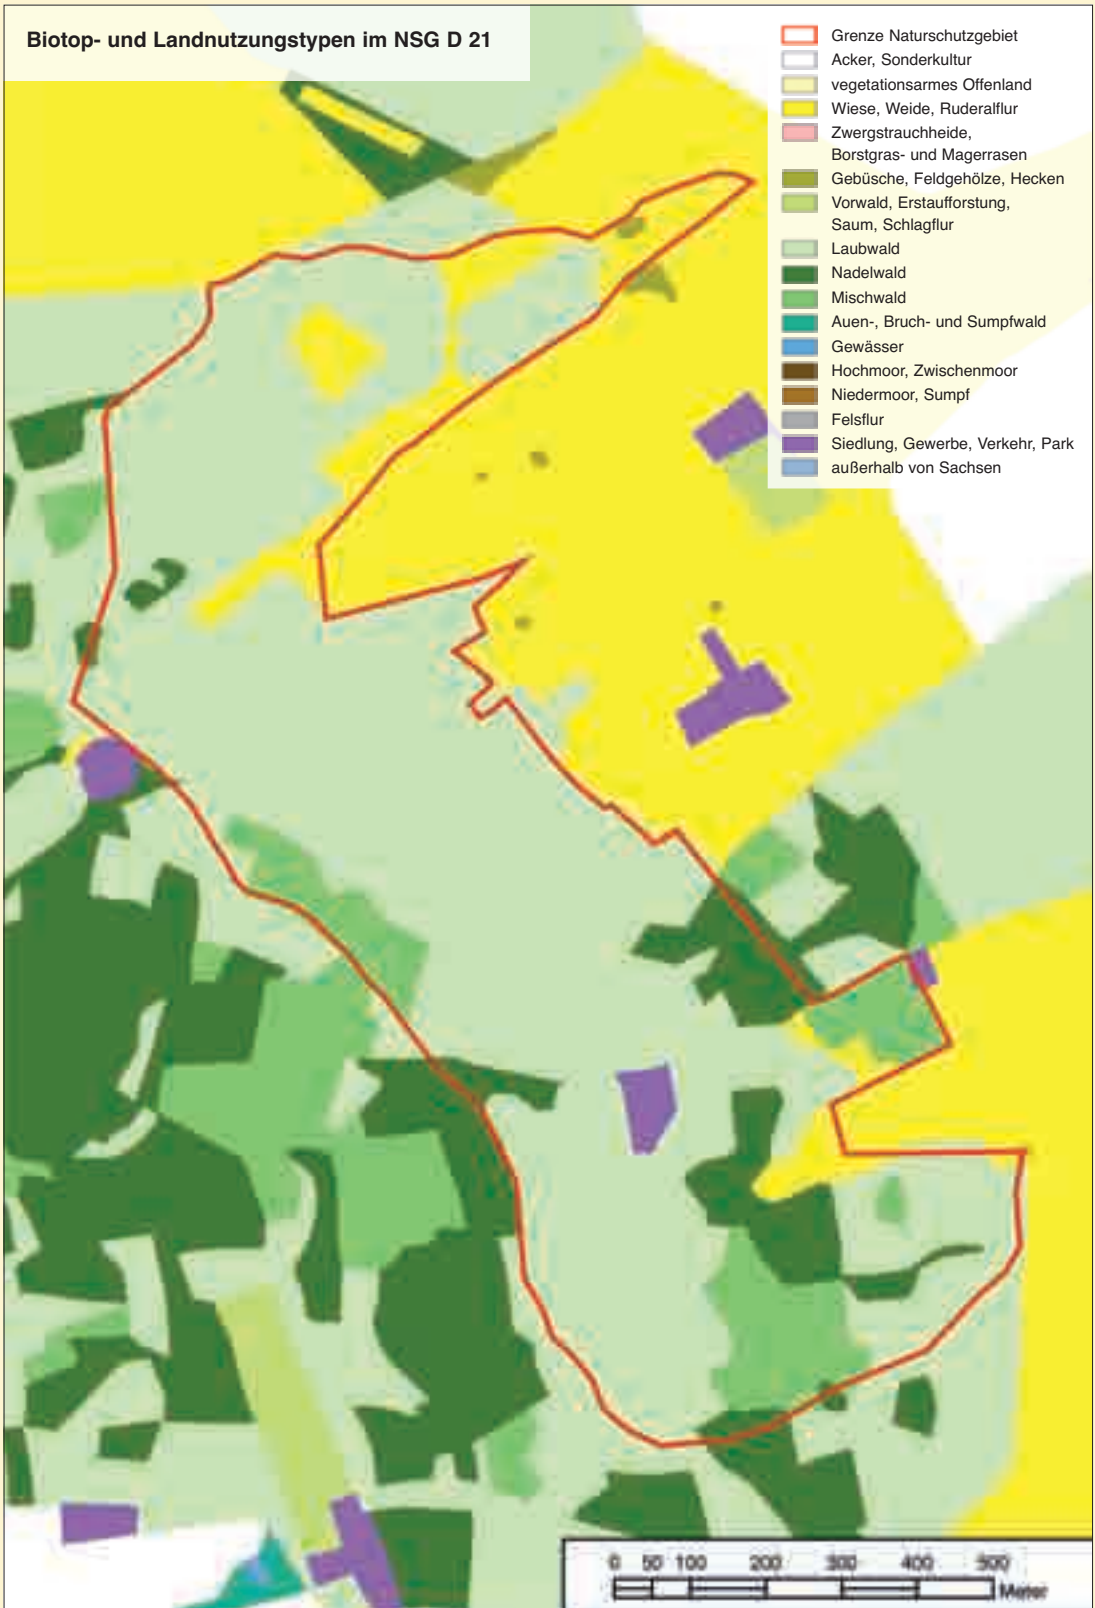 Biotop- und Landnutzungstypen im NSG D 21
Grenze Naturschutzgebiet
Acker, Sonderkultur
vegetationsarmes Offenland
Wiese, Weide, Ruderalflur
Zwergstrauchheide,
Borstgras- und Magerrasen
Gebüsche, Feldgehölze, Hecken
Vorwald, Erstaufforstung,
Saum, Schlagflur
Laubwald
Nadelwald
Mischwald
Auen-, Bruch- und Sumpfwald
Gewässer
Hochmoor, Zwischenmoor
Niedermoor, Sumpf
Felsflur
Siedlung, Gewerbe, Verkehr, Park
außerhalb von Sachsen
0 50 100 200 300 400 500
Meter